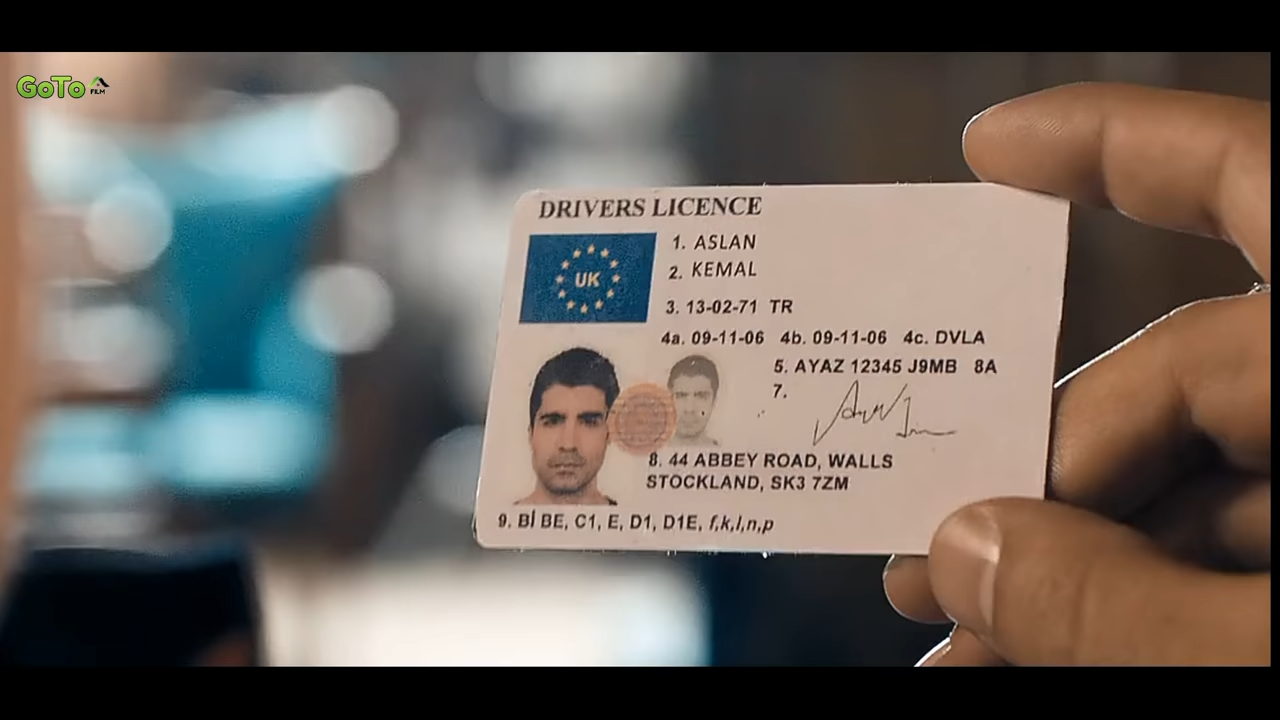 GoTo FILM
DRIVERS LICENCE
UK
1. ASLAN
2. KEMAL
3. 13-02-71 TR
4a. 09-11-06 4b. 09-11-06 4c. DVLA
5. AYAZ 12345 J9MB 8A
7.
8. 44 ABBEY ROAD, WALLS
STOCKLAND, SK3 7ZM
9. BI BE, C1, E, D1, D1E, f,k,l,n,p